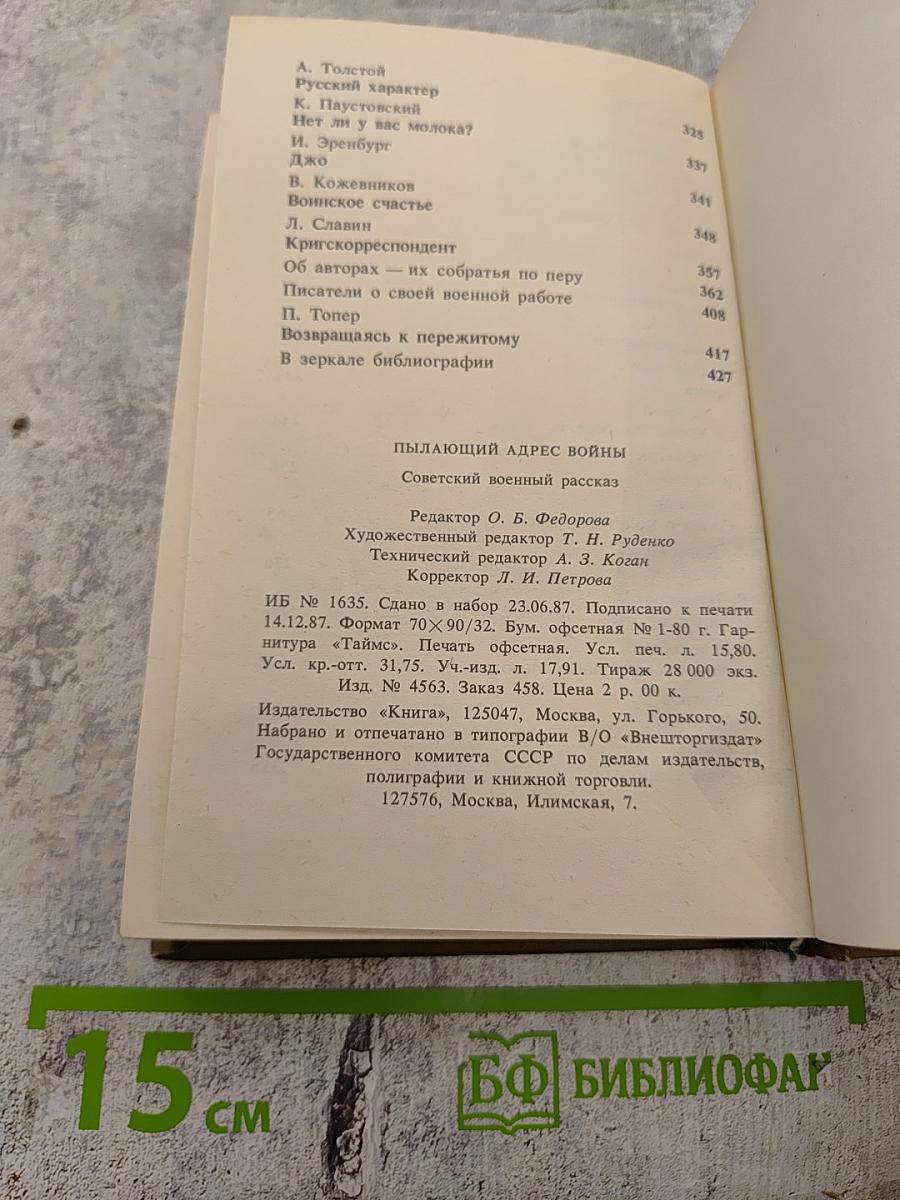 А. Толстой
Русский характер 325
К. Паустовский
Нет ли у вас молока? 337
И. Эренбург
Джо 341
В. Кожевников
Воинское счастье 348
Л. Славин
Кригскорреспондент 357
Об авторах — их собратья по перу 362
Писатели о своей военной работе 408
П. Топер
Возвращаясь к пережитому 417
В зеркале библиографии 427
ПЫЛАЮЩИЙ АДРЕС ВОЙНЫ
Советский военный рассказ
Редактор О. Б. Федорова
Художественный редактор Т. Н. Руденко
Технический редактор А. З. Коган
Корректор Л. И. Петрова
ИБ № 1635. Сдано в набор 23.06.87. Подписано к печати
14.12.87. Формат 70×90/32. Бум. офсетная № 1-80 г. Гар-
нитура «Таймс». Печать офсетная. Усл. печ. л. 15,80.
Усл. кр.-отт. 31,75. Уч.-изд. л. 17,91. Тираж 28 000 экз.
Изд. № 4563. Заказ 458. Цена 2 р. 00 к.
Издательство «Книга», 125047, Москва, ул. Горького, 50.
Набрано и отпечатано в типографии В/О «Внешторгиздат»
Государственного комитета СССР по делам издательств,
полиграфии и книжной торговли.
127576, Москва, Илимская, 7.
15 см
БФ БИБЛИОФАГ